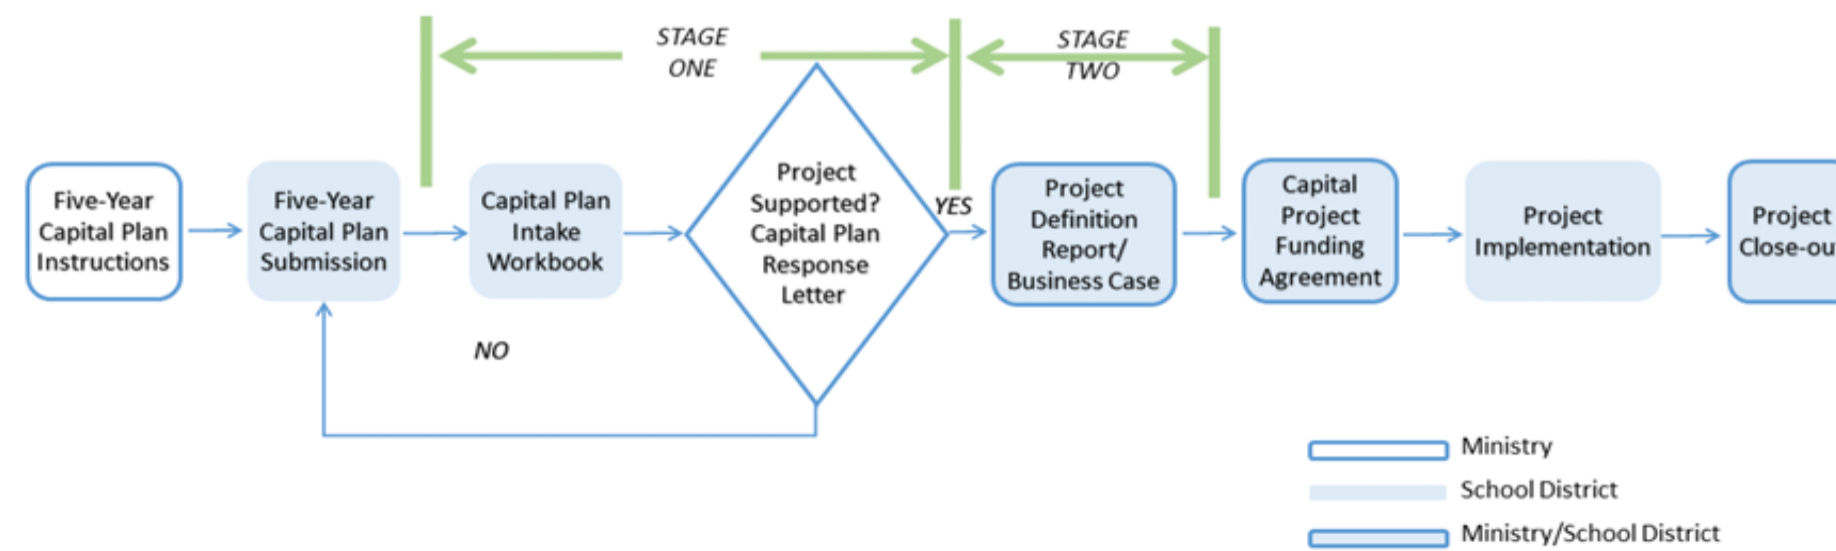 STAGE
ONE
STAGE
TWO
Five-Year
Capital Plan
Instructions
Five-Year
Capital Plan
Submission
Capital Plan
Intake
Workbook
Project
Supported?
Capital Plan
Response
Letter
YES
NO
Project
Definition
Report/
Business Case
Capital
Project
Funding
Agreement
Project
Implementation
Project
Close-ou
Ministry
School District
Ministry/School District